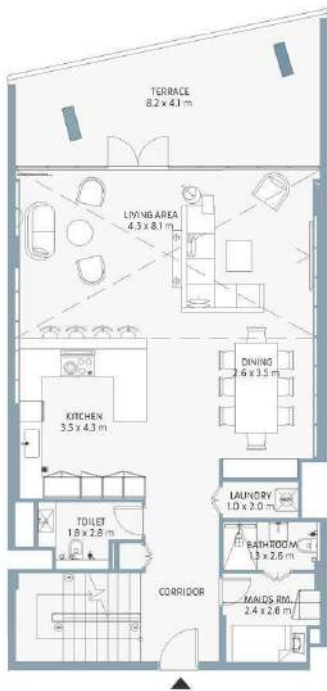 TERRACE
8.2 x 4.1 m
LIVING AREA
4.3 x 8.1 m
DINING
2.6 x 3.5 m
KITCHEN
3.5 x 4.3 m
LAUNDRY
1.0 x 2.0 m
TOILET
1.8 x 2.8 m
BATHROOM
1.3 x 2.6 m
CORRIDOR
MAIDS RM.
2.4 x 2.6 m